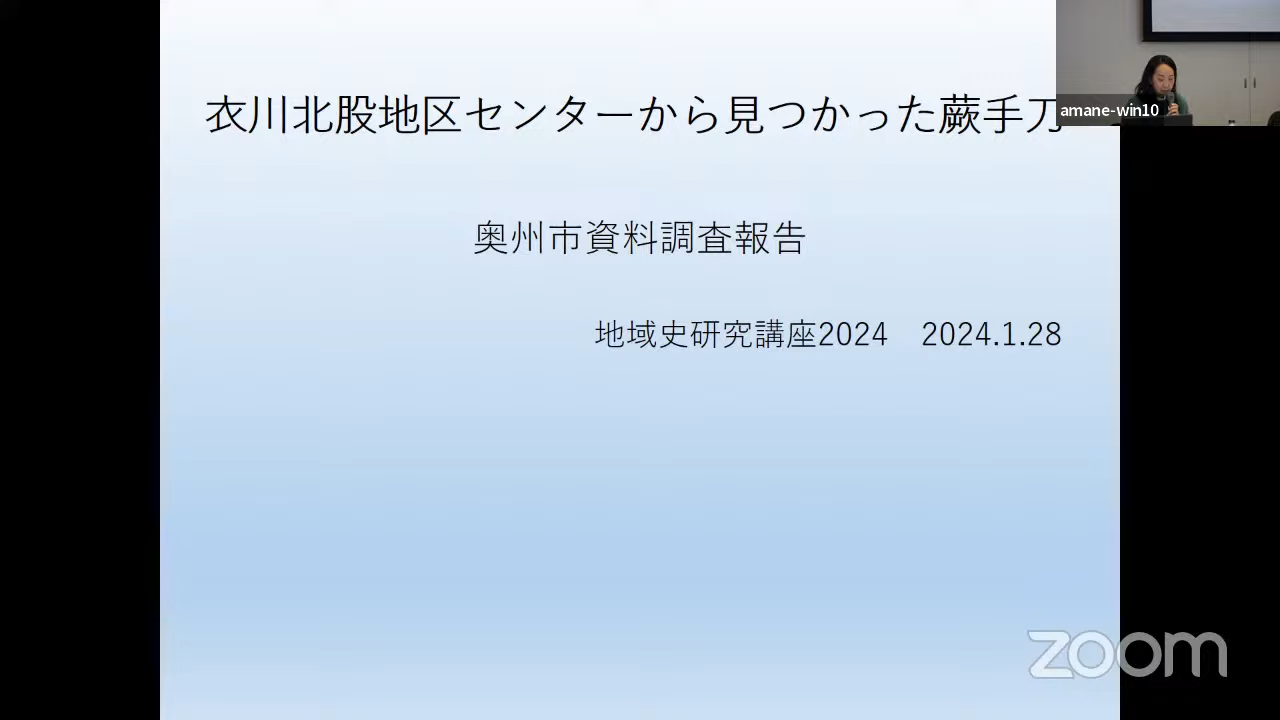 衣川北股地区センターから見つかった蕨手刀
amane-win10
奥州市資料調査報告
地域史研究講座2024　2024.1.28
zoom